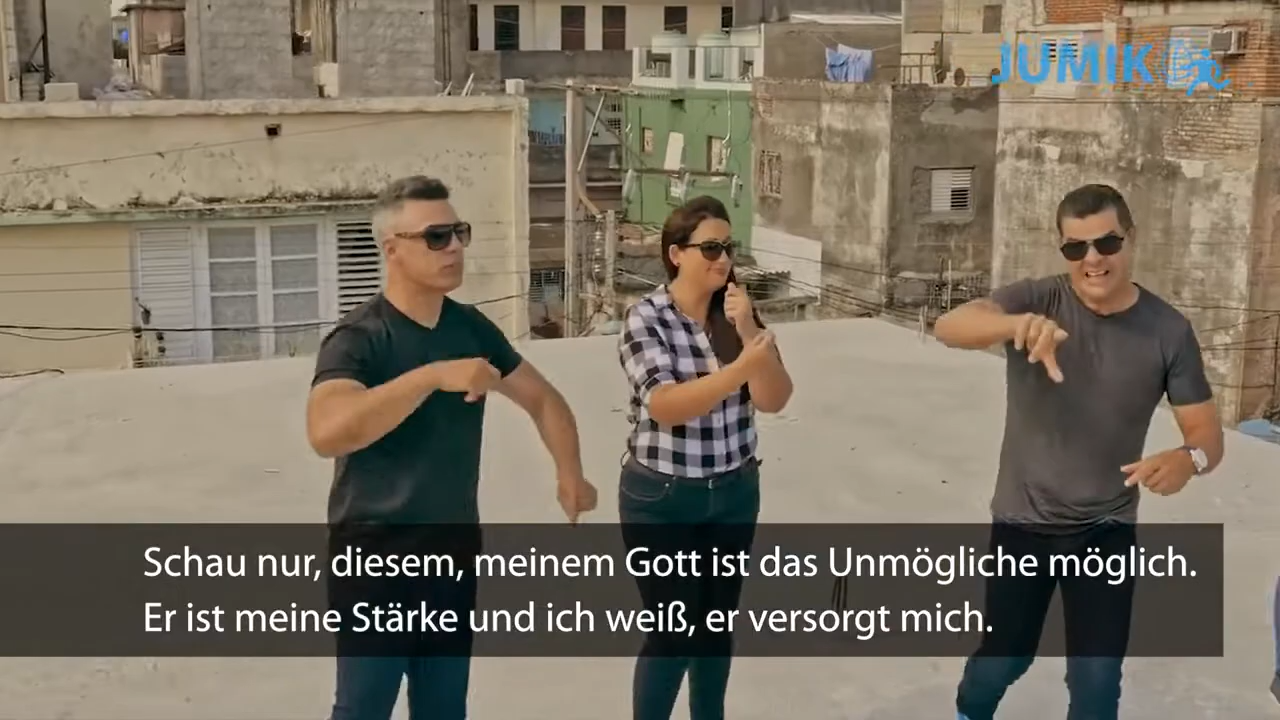 JUMIKO
Schau nur, diesem, meinem Gott ist das Unmögliche möglich.
Er ist meine Stärke und ich weiß, er versorgt mich.